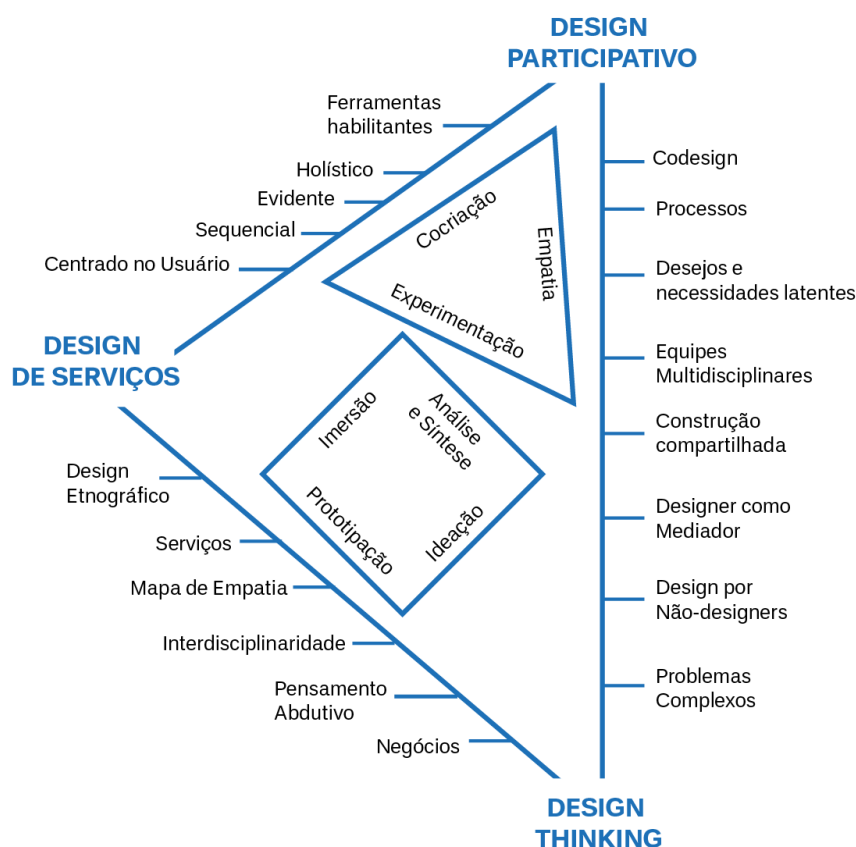 DESIGN
PARTICIPATIVO
Ferramentas
habilitantes
Holístico
Evidente
Sequencial
Centrado no Usuário
Codesign
Processos
Desejos e
necessidades latentes
Equipes
Multidisciplinares
Construção
compartilhada
Designer como
Mediador
Design por
Não-designers
Problemas
Complexos
Cocriação
Empatia
Experimentação
DESIGN
DE SERVIÇOS
Imersão
Análise
e Síntese
Prototipação
Ideação
Design
Etnográfico
Serviços
Mapa de Empatia
Interdisciplinaridade
Pensamento
Abdutivo
Negócios
DESIGN
THINKING